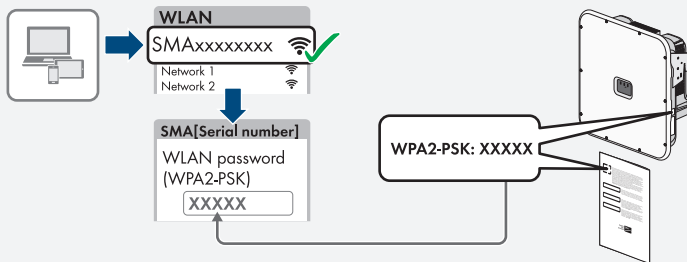 WLAN
SMAxxxxxxxx
Network 1
Network 2
SMA[Serial number]
WLAN password
(WPA2-PSK)
XXXXX
WPA2-PSK: XXXXX